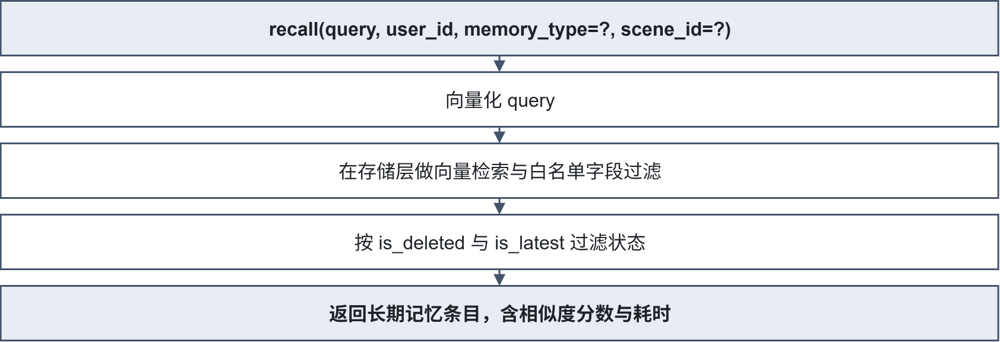 recall(query, user_id, memory_type=?, scene_id=?)
向量化 query
在存储层做向量检索与白名单字段过滤
按 is_deleted 与 is_latest 过滤状态
返回长期记忆条目，含相似度分数与耗时